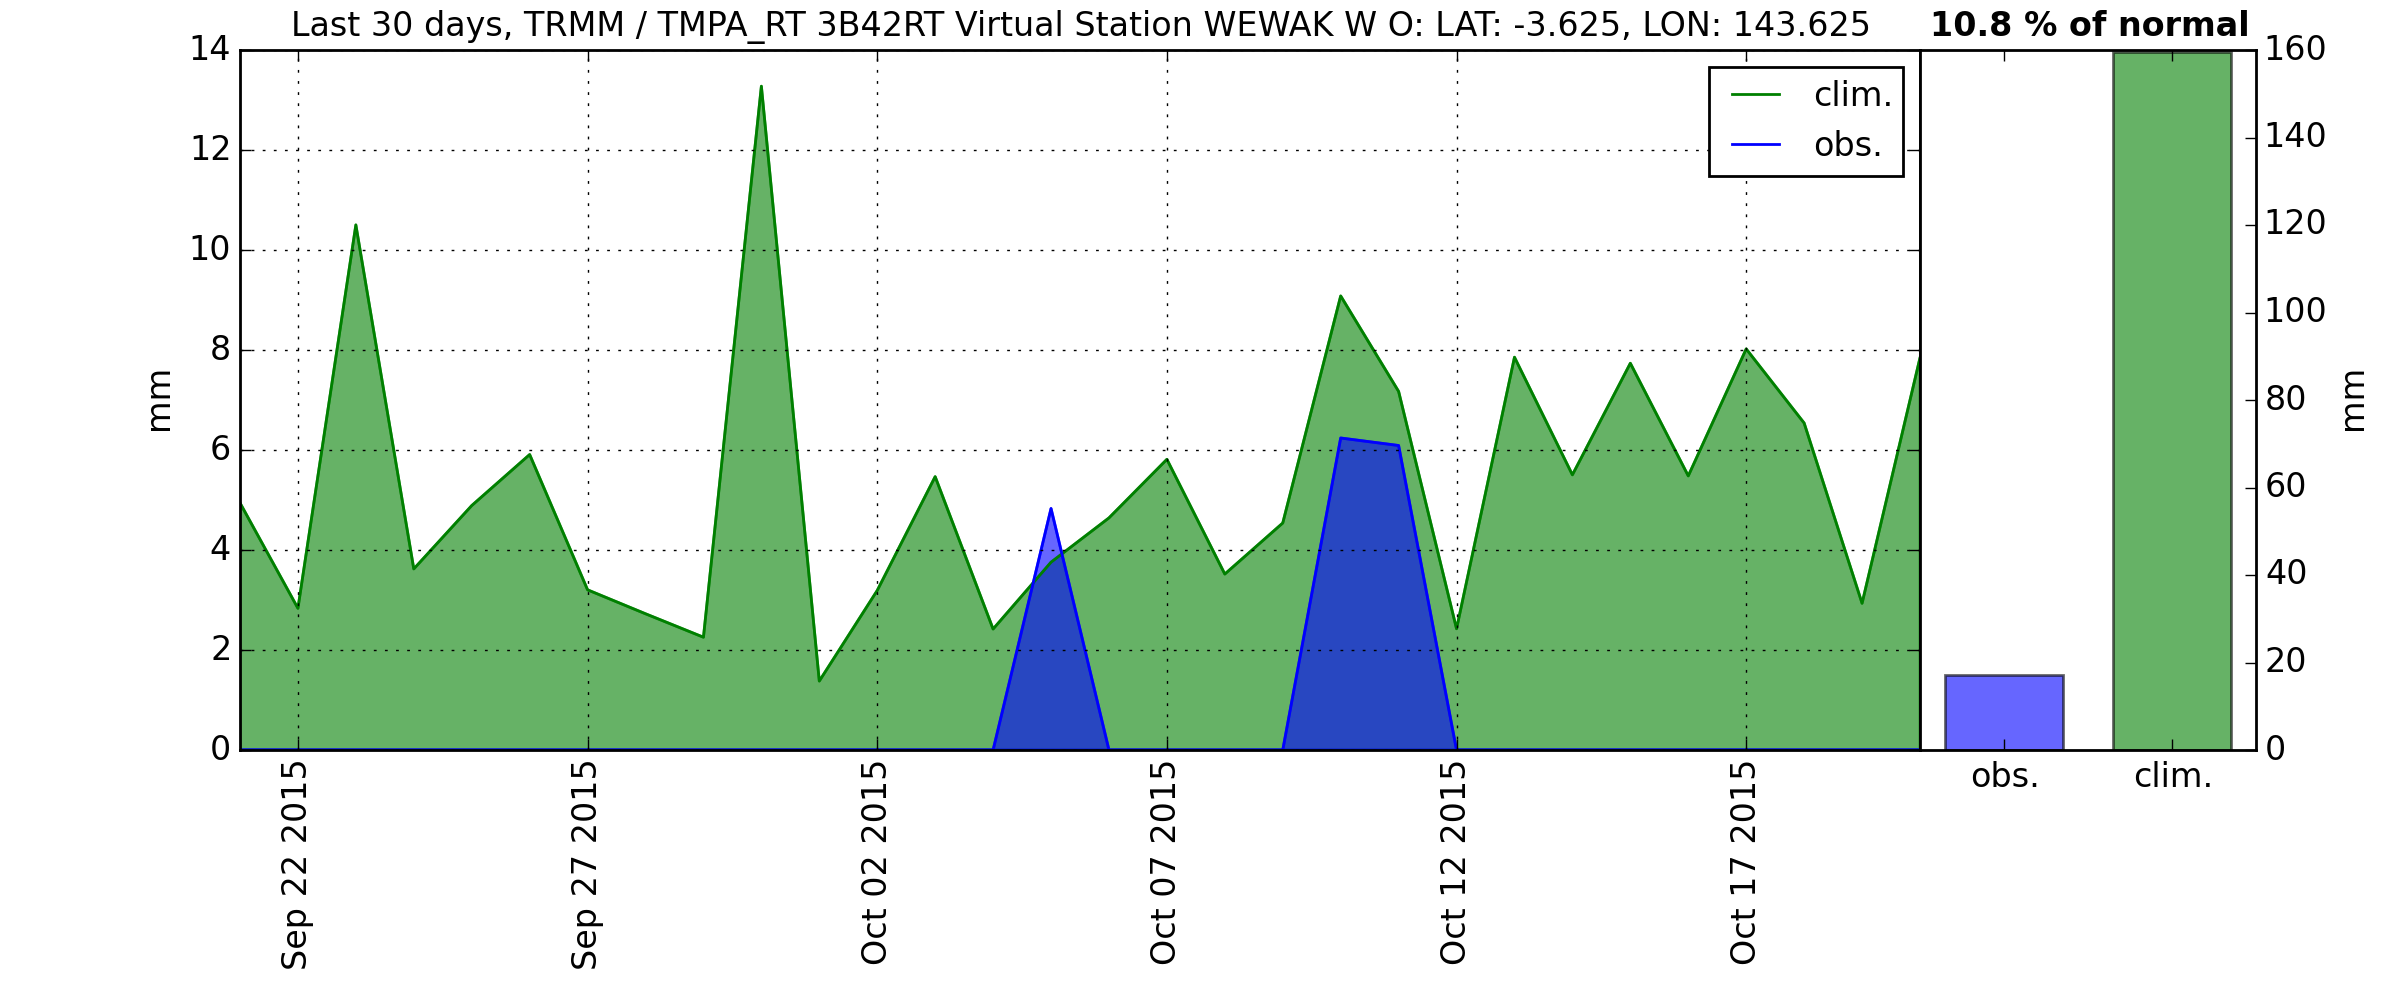 Last 30 days, TRMM / TMPA_RT 3B42RT Virtual Station WEWAK W O: LAT: -3.625, LON: 143.625
10.8 % of normal
14
12
10
8
6
4
2
0
mm
clim.
obs.
160
140
120
100
80
60
40
20
0
mm
Sep 22 2015
Sep 27 2015
Oct 02 2015
Oct 07 2015
Oct 12 2015
Oct 17 2015
obs.
clim.